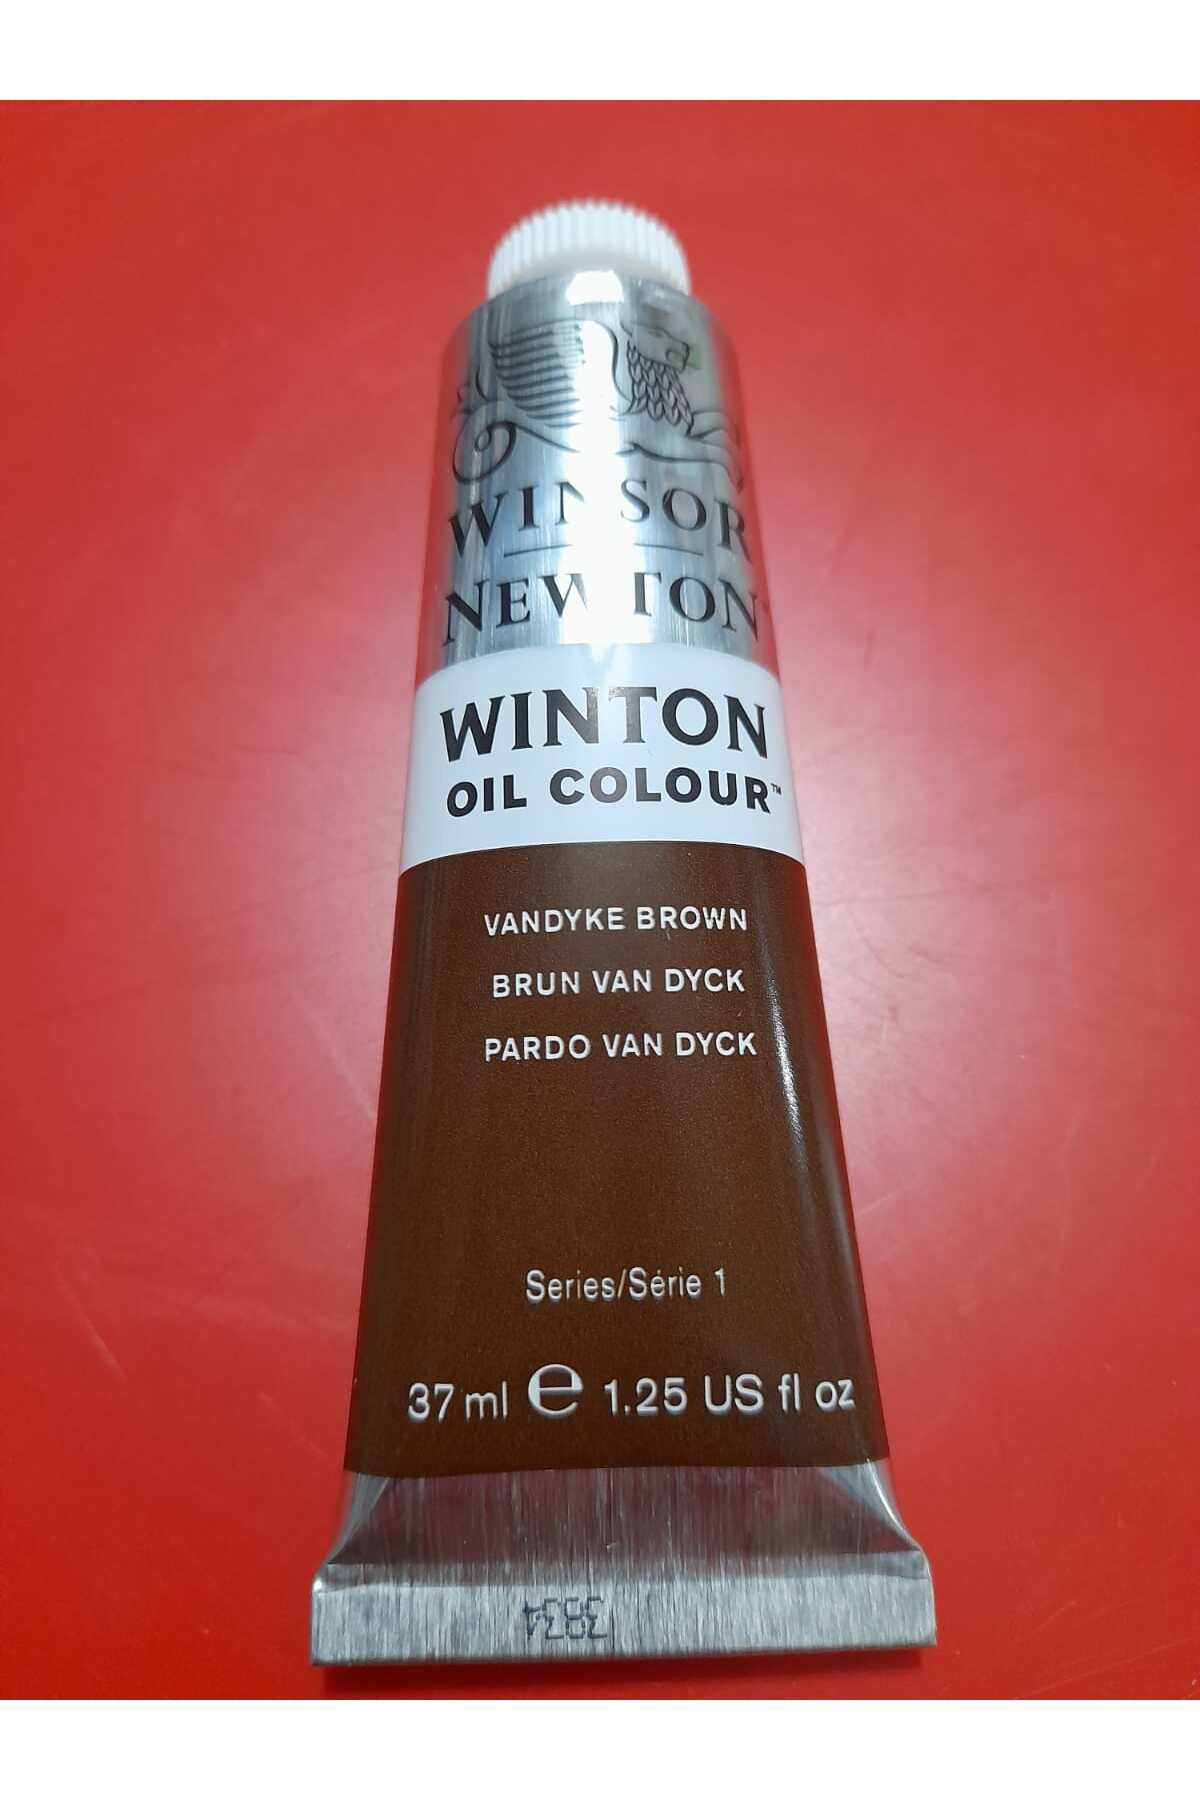 WINSOR
NEWTON
WINTON
OIL COLOUR™
VANDYKE BROWN
BRUN VAN DYCK
PARDO VAN DYCK
Series/Série 1
37 ml e 1.25 US fl oz